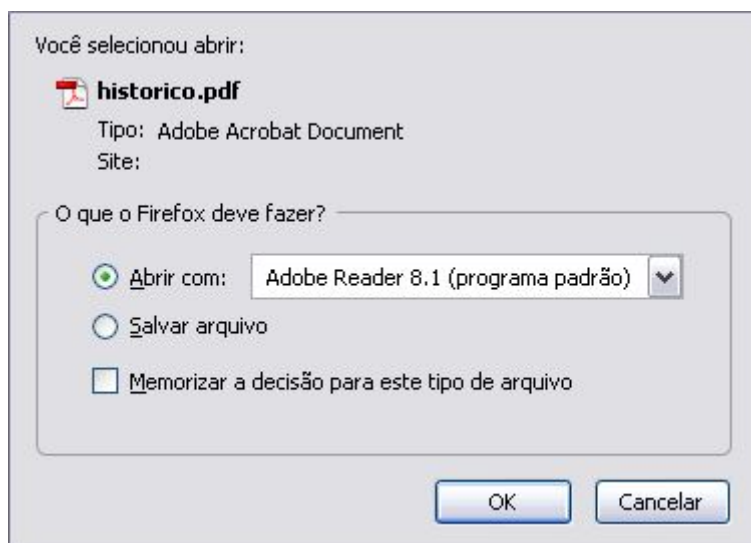 Você selecionou abrir:
historico.pdf
Tipo: Adobe Acrobat Document
Site:
O que o Firefox deve fazer?
Abrir com: Adobe Reader 8.1 (programa padrão)
Salvar arquivo
Memorizar a decisão para este tipo de arquivo
OK Cancelar